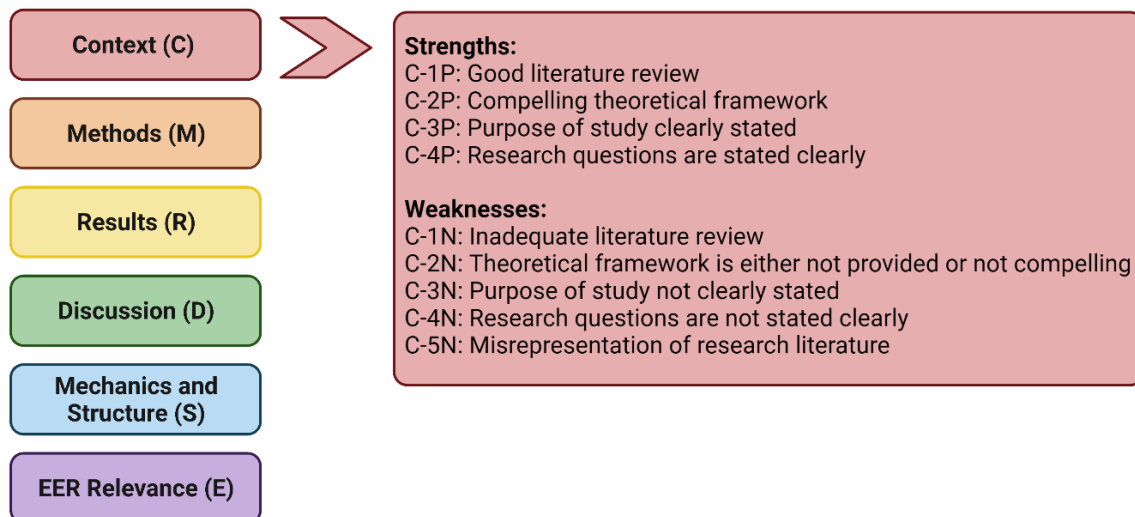 Context (C)
Methods (M)
Results (R)
Discussion (D)
Mechanics and
Structure (S)
EER Relevance (E)
Strengths:
C-1P: Good literature review
C-2P: Compelling theoretical framework
C-3P: Purpose of study clearly stated
C-4P: Research questions are stated clearly
Weaknesses:
C-1N: Inadequate literature review
C-2N: Theoretical framework is either not provided or not compelling
C-3N: Purpose of study not clearly stated
C-4N: Research questions are not stated clearly
C-5N: Misrepresentation of research literature